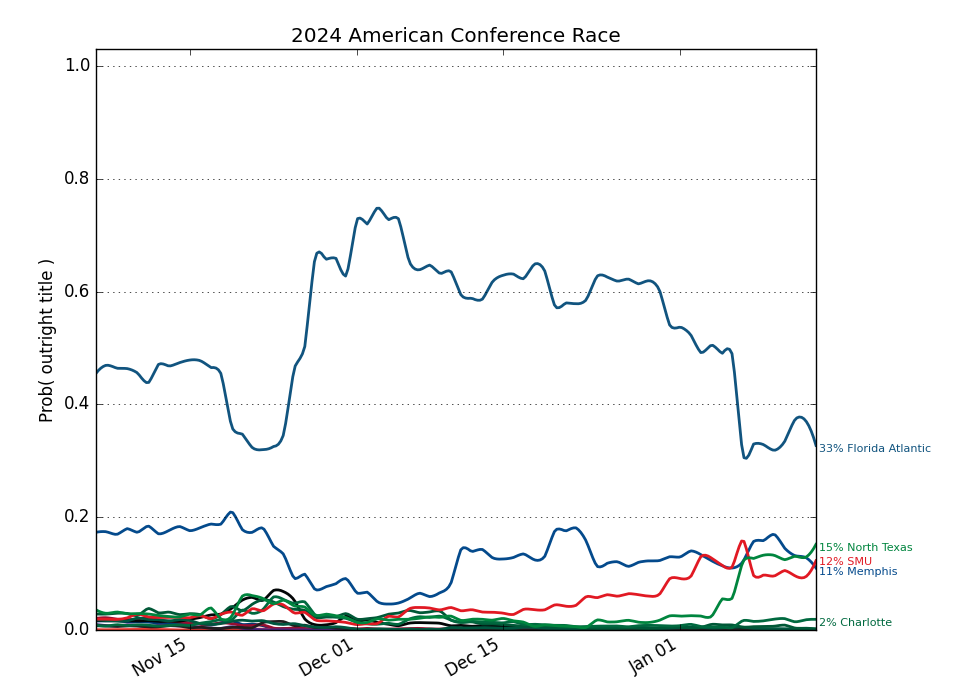 2024 American Conference Race
Prob( outright title )
1.0
0.8
0.6
0.4
0.2
0.0
33% Florida Atlantic
15% North Texas
12% SMU
11% Memphis
2% Charlotte
Nov 15
Dec 01
Dec 15
Jan 01